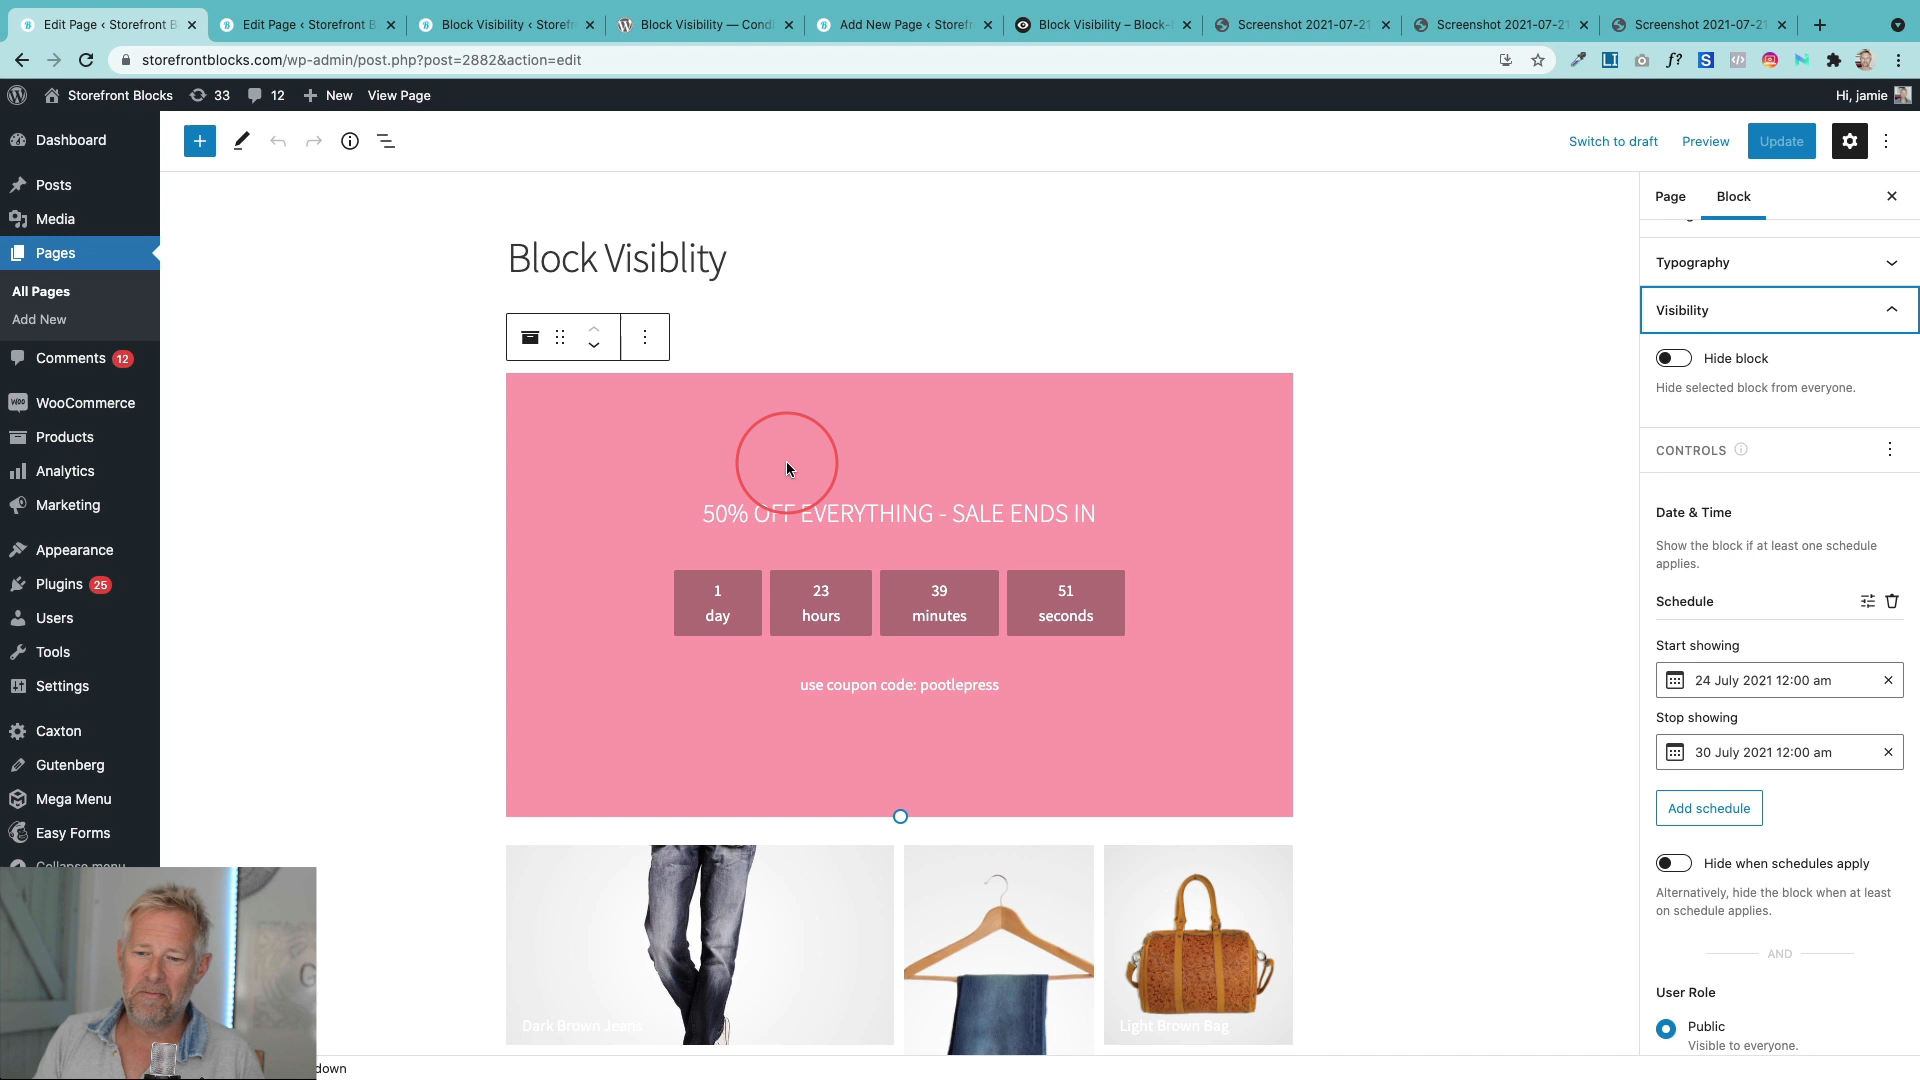 Edit Page ‹ Storefront B
Edit Page ‹ Storefront B
Block Visibility ‹ Storefr
Block Visibility — Condi
Add New Page ‹ Storefr
Block Visibility – Block-
Screenshot 2021-07-21
Screenshot 2021-07-21
Screenshot 2021-07-21
storefrontblocks.com/wp-admin/post.php?post=2882&action=edit
Storefront Blocks
33
12
New
View Page
Hi, jamie
Dashboard
Posts
Media
Pages
All Pages
Add New
Comments 12
WooCommerce
Products
Analytics
Marketing
Appearance
Plugins 25
Users
Tools
Settings
Caxton
Gutenberg
Mega Menu
Easy Forms
Collapse menu
Switch to draft
Preview
Update
Block Visiblity
50% OFF EVERYTHING - SALE ENDS IN
1
day
23
hours
39
minutes
51
seconds
use coupon code: pootlepress
Dark Brown Jeans
Light Brown Bag
down
Page
Block
Typography
Visibility
Hide block
Hide selected block from everyone.
CONTROLS
Date & Time
Show the block if at least one schedule
applies.
Schedule
Start showing
24 July 2021 12:00 am
Stop showing
30 July 2021 12:00 am
Add schedule
Hide when schedules apply
Alternatively, hide the block when at least
on schedule applies.
AND
User Role
Public
Visible to everyone.